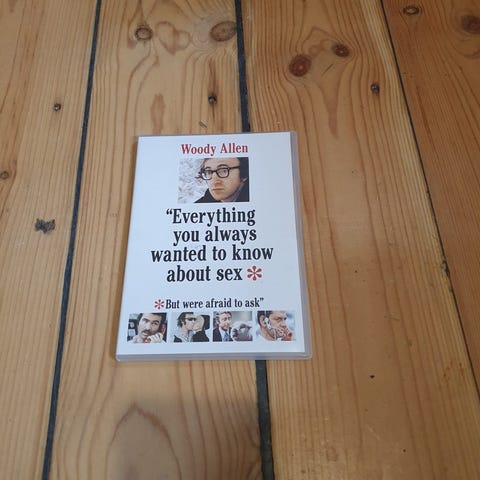 Woody Allen
“Everything
you always
wanted to know
about sex *
*But were afraid to ask”